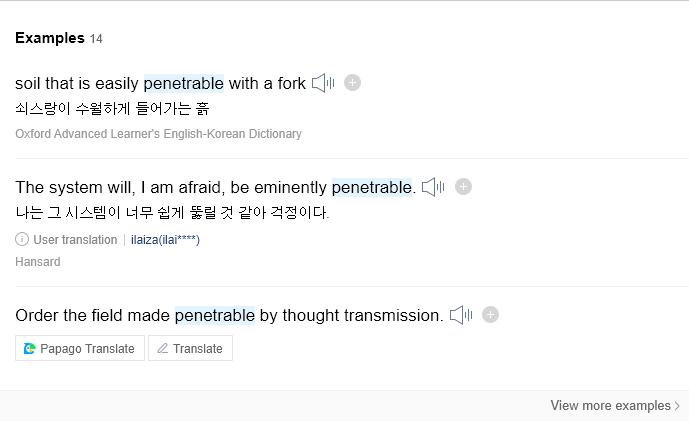 Examples 14
soil that is easily penetrable with a fork
쇠스랑이 수월하게 들어가는 흙
Oxford Advanced Learner's English-Korean Dictionary
The system will, I am afraid, be eminently penetrable.
나는 그 시스템이 너무 쉽게 뚫릴 것 같아 걱정이다.
User translation | ilaiza(ilai****)
Hansard
Order the field made penetrable by thought transmission.
Papago Translate Translate
View more examples